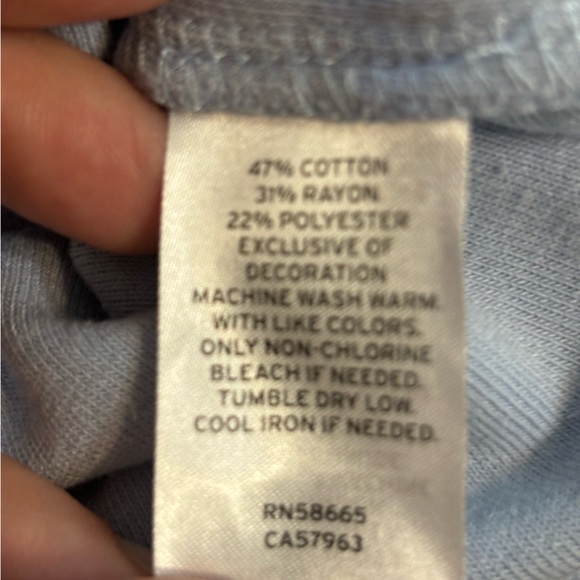 47% COTTON
31% RAYON
22% POLYESTER
EXCLUSIVE OF
DECORATION
MACHINE WASH WARM.
WITH LIKE COLORS.
ONLY NON-CHLORINE
BLEACH IF NEEDED.
TUMBLE DRY LOW.
COOL IRON IF NEEDED.
RN58665
CA57963